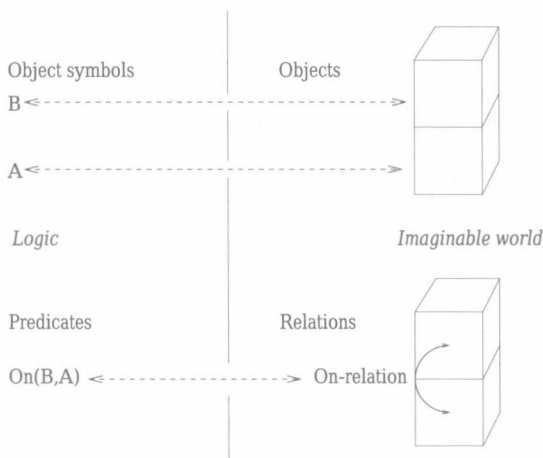 Object symbols Objects
B
A
Logic Imaginable world
Predicates Relations
On(B,A) On-relation